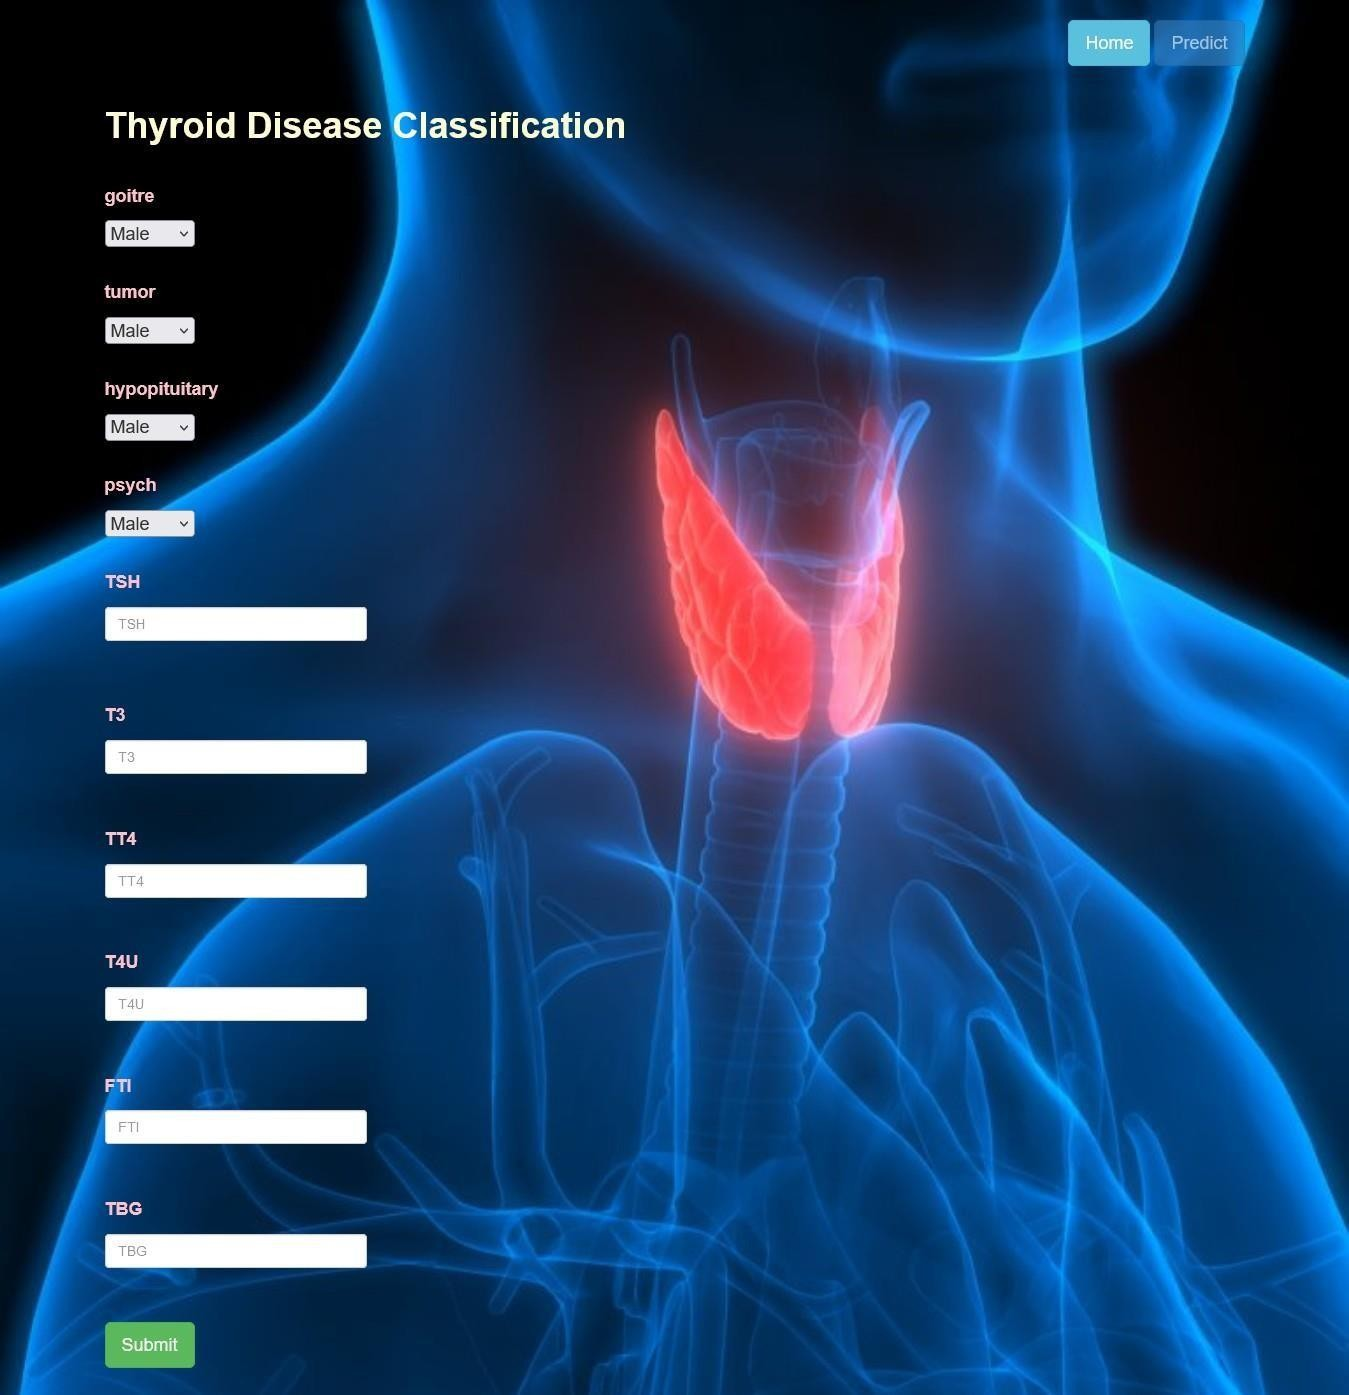 Home Predict
Thyroid Disease Classification
goitre
Male
tumor
Male
hypopituitary
Male
psych
Male
TSH
TSH
T3
T3
TT4
TT4
T4U
T4U
FTI
FTI
TBG
TBG
Submit